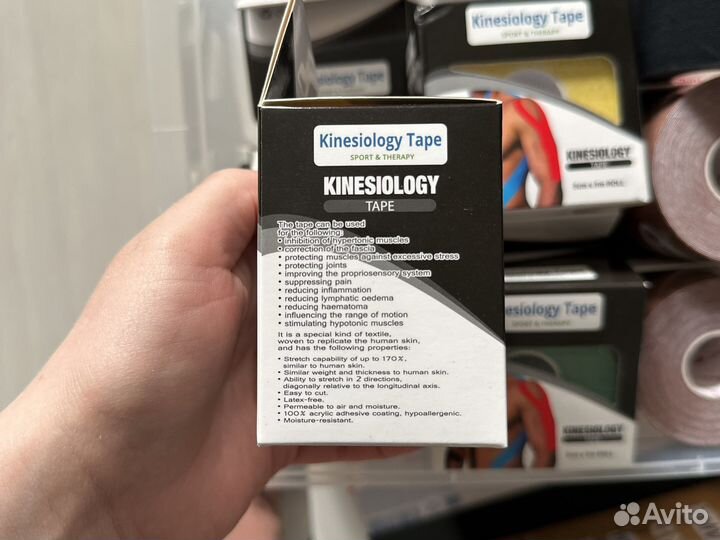 Kinesiology Tape
SPORT & THERAPY
Kinesiology Tape
KINESIOLOGY
TAPE
5cm x 5m ROLL
Kinesiology Tape
SPORT & THERAPY
KINESIOLOGY
TAPE
The tape can be used
for the following:
• inhibition of hypertonic muscles
• correction of the fascia
• protecting muscles against excessive stress
• protecting joints
• improving the propriosensory system
• suppressing pain
• reducing inflammation
• reducing lymphatic oedema
• reducing haematoma
• influencing the range of motion
• stimulating hypotonic muscles
It is a special kind of textile,
woven to replicate the human skin,
and has the following properties:
• Stretch capability of up to 170%,
similar to human skin.
• Similar weight and thickness to human skin.
• Ability to stretch in 2 directions,
diagonally relative to the longitudinal axis.
• Easy to cut.
• Latex-free.
• Permeable to air and moisture.
• 100% acrylic adhesive coating, hypoallergenic.
• Moisture-resistant.
esiology Tape
SPORT & THERAPY
KINESIOLOGY
TAPE
Avito